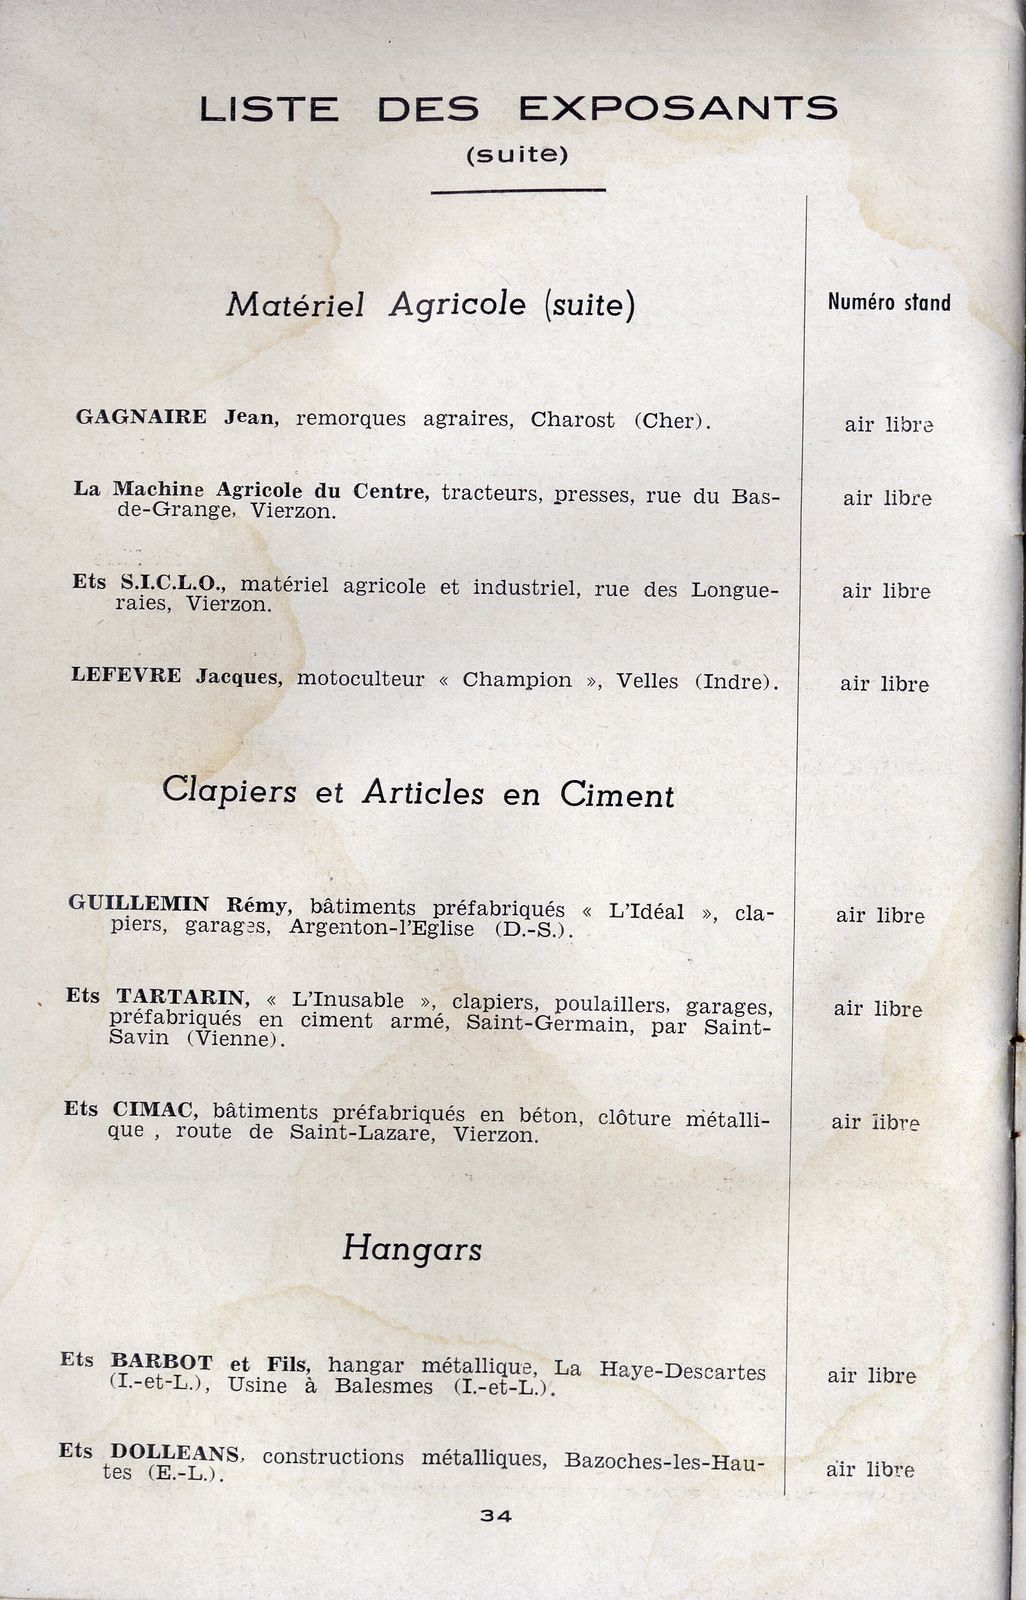 LISTE DES EXPOSANTS
(suite)
Matériel Agricole (suite)
Numéro stand
GAGNAIRE Jean, remorques agraires, Charost (Cher).
air libre
La Machine Agricole du Centre, tracteurs, presses, rue du Bas-
de-Grange, Vierzon.
air libre
Ets S.I.C.L.O., matériel agricole et industriel, rue des Longue-
raies, Vierzon.
air libre
LEFEVRE Jacques, motoculteur « Champion », Velles (Indre).
air libre
Clapiers et Articles en Ciment
GUILLEMIN Rémy, bâtiments préfabriqués « L'Idéal », cla-
piers, garages, Argenton-l'Eglise (D.-S.).
air libre
Ets TARTARIN, « L'Inusable », clapiers, poulaillers, garages,
préfabriqués en ciment armé, Saint-Germain, par Saint-
Savin (Vienne).
air libre
Ets CIMAC, bâtiments préfabriqués en béton, clôture métalli-
que , route de Saint-Lazare, Vierzon.
air libre
Hangars
Ets BARBOT et Fils, hangar métallique, La Haye-Descartes
(I.-et-L.), Usine à Balesmes (I.-et-L.).
air libre
Ets DOLLEANS, constructions métalliques, Bazoches-les-Hau-
tes (E.-L.).
air libre
34